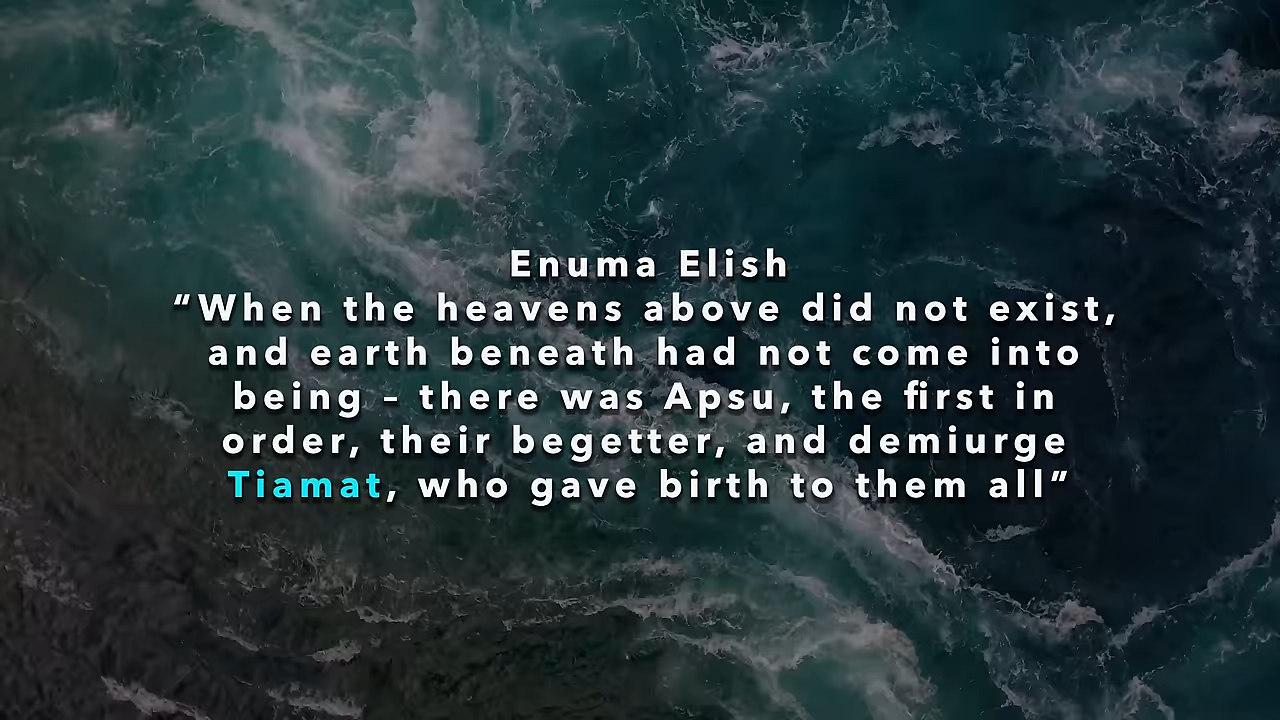 Enuma Elish
“When the heavens above did not exist,
and earth beneath had not come into
being – there was Apsu, the first in
order, their begetter, and demiurge
Tiamat, who gave birth to them all”